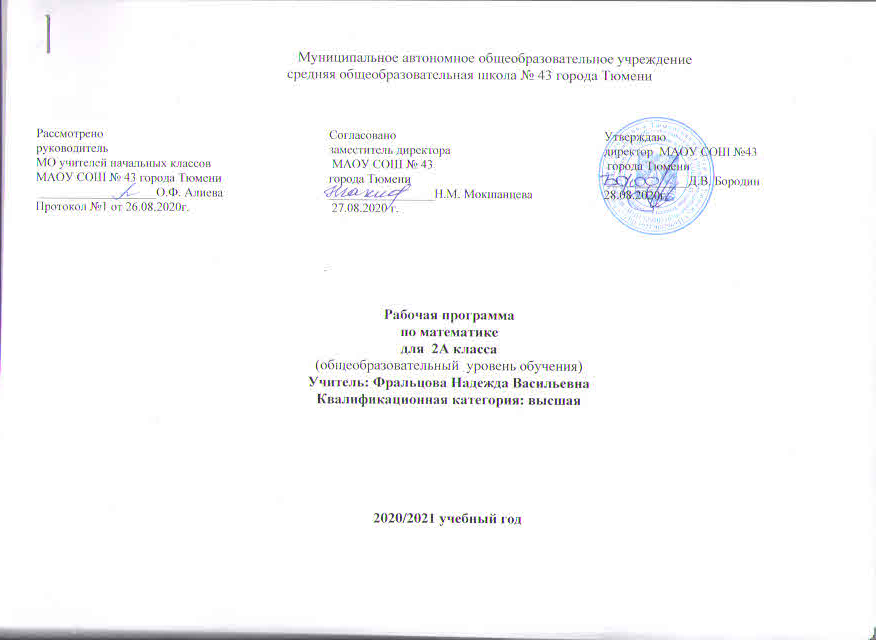 Муниципальное автономное общеобразовательное учреждение
средняя общеобразовательная школа № 43 города Тюмени
Рассмотрено
руководитель
МО учителей начальных классов
МАОУ СОШ № 43 города Тюмени
О.Ф. Алиева
Протокол №1 от 26.08.2020г.
Согласовано
заместитель директора
МАОУ СОШ № 43
города Тюмени
Н.М. Мокшанцева
27.08.2020 г.
Утверждаю
директор МАОУ СОШ №43
города Тюмени
Д.В. Бородин
28.08.2020г.
Рабочая программа
по математике
для 2А класса
(общеобразовательный уровень обучения)
Учитель: Фральцова Надежда Васильевна
Квалификационная категория: высшая
2020/2021 учебный год